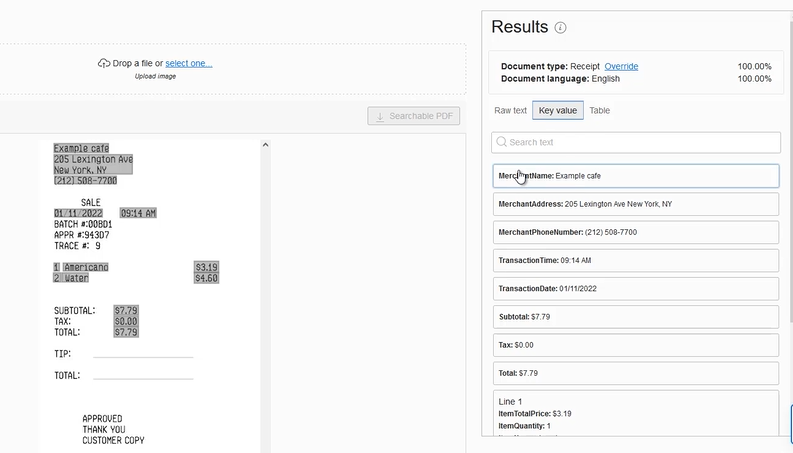 Drop a file or select one...
Upload image
Searchable PDF
Example cafe
205 Lexington Ave
New York, NY
(212) 508-7700
SALE
01/11/2022 09:14 AM
BATCH #:00BD1
APPR #:943D7
TRACE #: 9
1 Americano $3.19
2 water $4.60
SUBTOTAL: $7.79
TAX: $0.00
TOTAL: $7.79
TIP:
TOTAL:
APPROVED
THANK YOU
CUSTOMER COPY
Results
Document type: Receipt Override 100.00%
Document language: English 100.00%
Raw text Key value Table
Search text
MerchantName: Example cafe
MerchantAddress: 205 Lexington Ave New York, NY
MerchantPhoneNumber: (212) 508-7700
TransactionTime: 09:14 AM
TransactionDate: 01/11/2022
Subtotal: $7.79
Tax: $0.00
Total: $7.79
Line 1
ItemTotalPrice: $3.19
ItemQuantity: 1